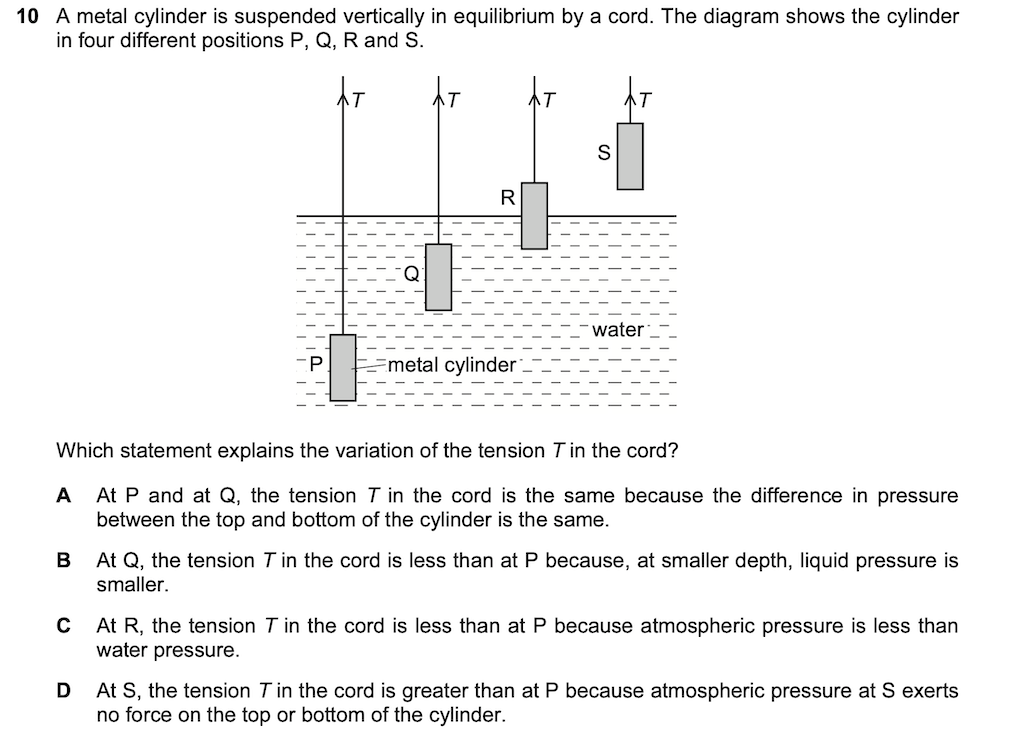 10 A metal cylinder is suspended vertically in equilibrium by a cord. The diagram shows the cylinder
in four different positions P, Q, R and S.
T T T T
S
R
Q
water
P metal cylinder
Which statement explains the variation of the tension T in the cord?
A At P and at Q, the tension T in the cord is the same because the difference in pressure
between the top and bottom of the cylinder is the same.
B At Q, the tension T in the cord is less than at P because, at smaller depth, liquid pressure is
smaller.
C At R, the tension T in the cord is less than at P because atmospheric pressure is less than
water pressure.
D At S, the tension T in the cord is greater than at P because atmospheric pressure at S exerts
no force on the top or bottom of the cylinder.